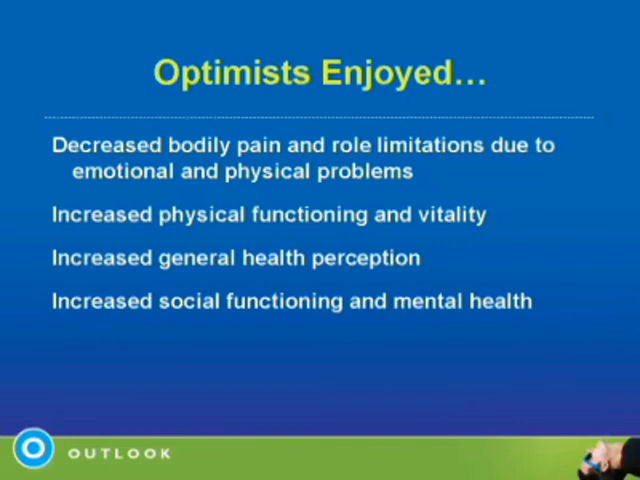 Optimists Enjoyed…
Decreased bodily pain and role limitations due to
emotional and physical problems
Increased physical functioning and vitality
Increased general health perception
Increased social functioning and mental health
OUTLOOK